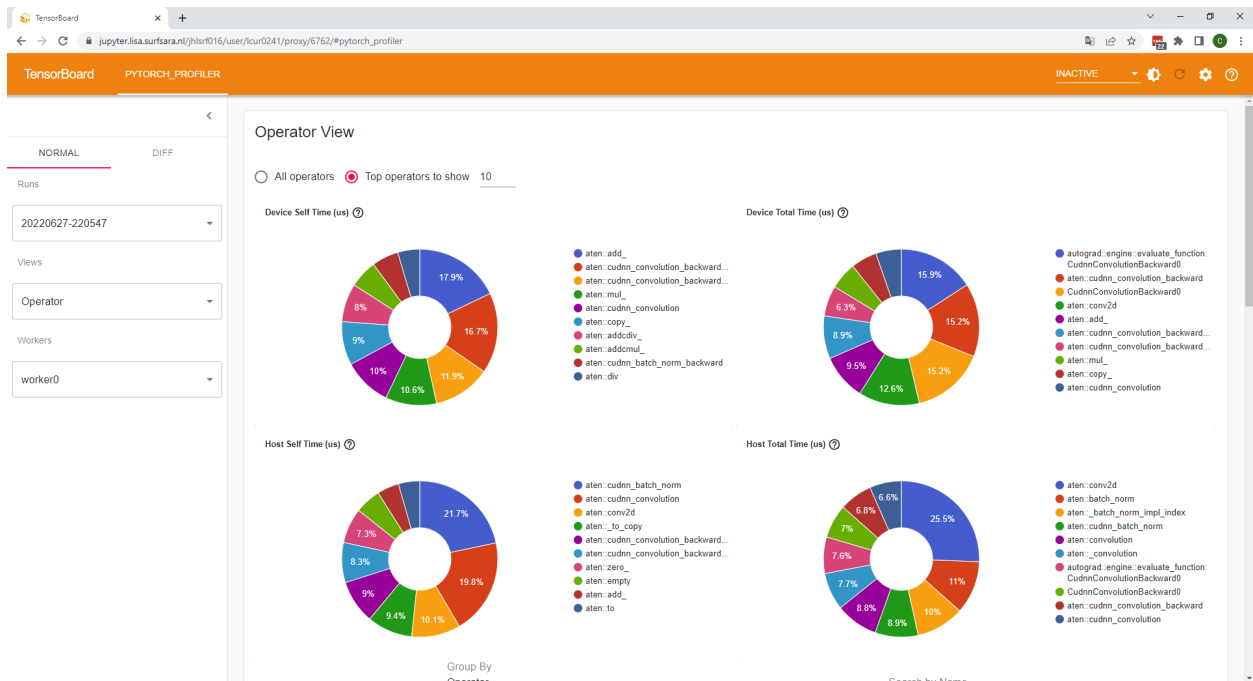 TensorBoard
jupyter.lisa.surfsara.nl/jhlsrf016/user/lcur0241/proxy/6762/#pytorch_profiler
22
C
TensorBoard
PYTORCH_PROFILER
INACTIVE
NORMAL
DIFF
Runs
20220627-220547
Views
Operator
Workers
worker0
Operator View
All operators
Top operators to show 10
Device Self Time (us)
17.9%
16.7%
11.9%
10.6%
10%
9%
8%
aten::add_
aten::cudnn_convolution_backward...
aten::cudnn_convolution_backward...
aten::mul_
aten::cudnn_convolution
aten::copy_
aten::addcdiv_
aten::addcmul_
aten::cudnn_batch_norm_backward
aten::div
Device Total Time (us)
15.9%
15.2%
15.2%
12.6%
9.5%
8.9%
6.3%
autograd::engine::evaluate_function:
CudnnConvolutionBackward0
aten::cudnn_convolution_backward
CudnnConvolutionBackward0
aten::conv2d
aten::add_
aten::cudnn_convolution_backward...
aten::cudnn_convolution_backward...
aten::mul_
aten::copy_
aten::cudnn_convolution
Host Self Time (us)
21.7%
19.8%
10.1%
9.4%
9%
8.3%
7.3%
aten::cudnn_batch_norm
aten::cudnn_convolution
aten::conv2d
aten::_to_copy
aten::cudnn_convolution_backward...
aten::cudnn_convolution_backward...
aten::zero_
aten::empty
aten::add_
aten::to
Host Total Time (us)
25.5%
11%
10%
8.9%
8.8%
7.7%
7.6%
7%
6.8%
6.6%
aten::conv2d
aten::batch_norm
aten::_batch_norm_impl_index
aten::cudnn_batch_norm
aten::convolution
aten::_convolution
autograd::engine::evaluate_function:
CudnnConvolutionBackward0
CudnnConvolutionBackward0
aten::cudnn_convolution_backward
aten::cudnn_convolution
Group By
Operator
Search by Name